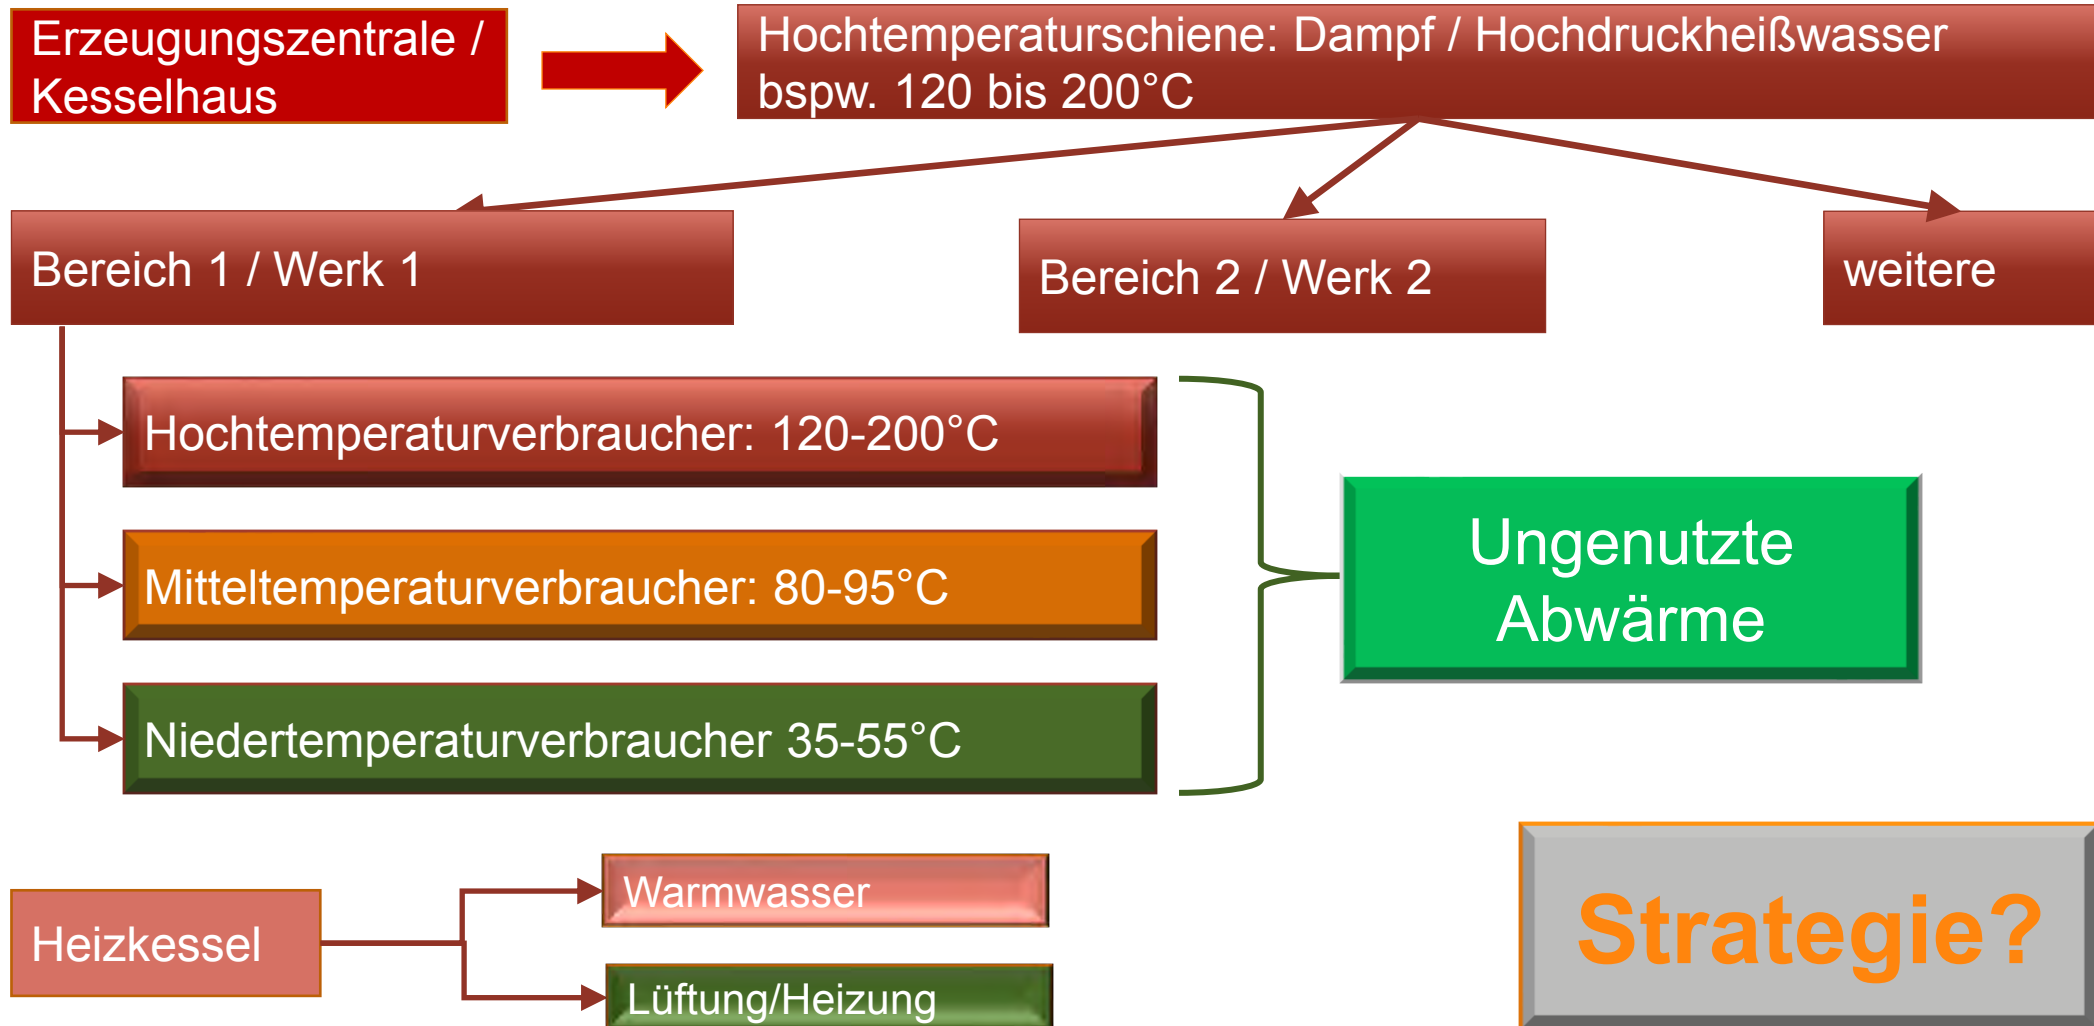 Erzeugungszentrale /
Kesselhaus
Hochtemperaturschiene: Dampf / Hochdruckheißwasser
bspw. 120 bis 200°C
Bereich 1 / Werk 1
Bereich 2 / Werk 2
weitere
Hochtemperaturverbraucher: 120-200°C
Mitteltemperaturverbraucher: 80-95°C
Niedertemperaturverbraucher 35-55°C
Ungenutzte
Abwärme
Heizkessel
Warmwasser
Lüftung/Heizung
Strategie?